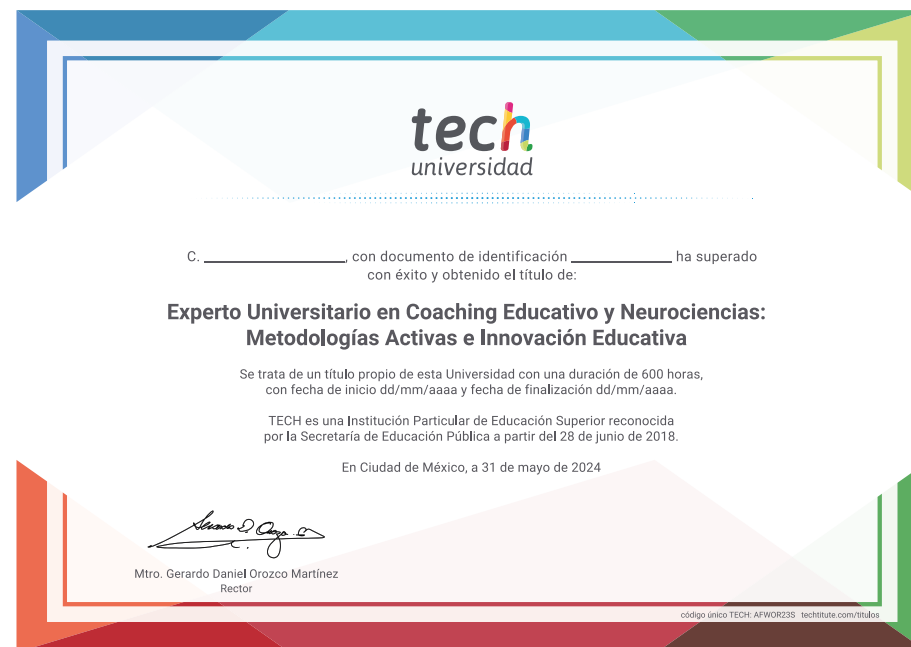 tech
universidad
C. ____________, con documento de identificación ____________ ha superado
con éxito y obtenido el título de:
Experto Universitario en Coaching Educativo y Neurociencias:
Metodologías Activas e Innovación Educativa
Se trata de un título propio de esta Universidad con una duración de 600 horas,
con fecha de inicio dd/mm/aaaa y fecha de finalización dd/mm/aaaa.
TECH es una Institución Particular de Educación Superior reconocida
por la Secretaría de Educación Pública a partir del 28 de junio de 2018.
En Ciudad de México, a 31 de mayo de 2024
Mtro. Gerardo Daniel Orozco Martínez
Rector
código único TECH: AFWOR23S techtitute.com/titulos